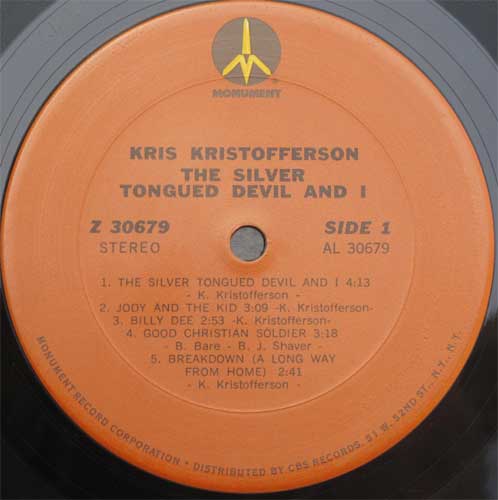 MONUMENT
KRIS KRISTOFFERSON
THE SILVER
TONGUED DEVIL AND I
Z 30679 SIDE 1
STEREO AL 30679
1. THE SILVER TONGUED DEVIL AND I 4:13
- K. Kristofferson -
2. JODY AND THE KID 3:09 -K. Kristofferson-
3. BILLY DEE 2:53 -K. Kristofferson-
4. GOOD CHRISTIAN SOLDIER 3:18
- B. Bare - B. J. Shaver -
5. BREAKDOWN (A LONG WAY
FROM HOME) 2:41
- K. Kristofferson -
MONUMENT RECORD CORPORATION • DISTRIBUTED BY CBS RECORDS, 51 W. 52ND ST., N.Y., N.Y.